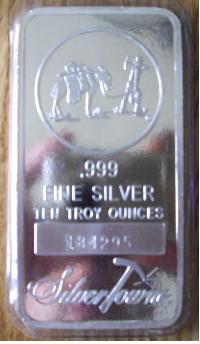 .999
FINE SILVER
TEN TROY OUNCES
184295
SilverTowne